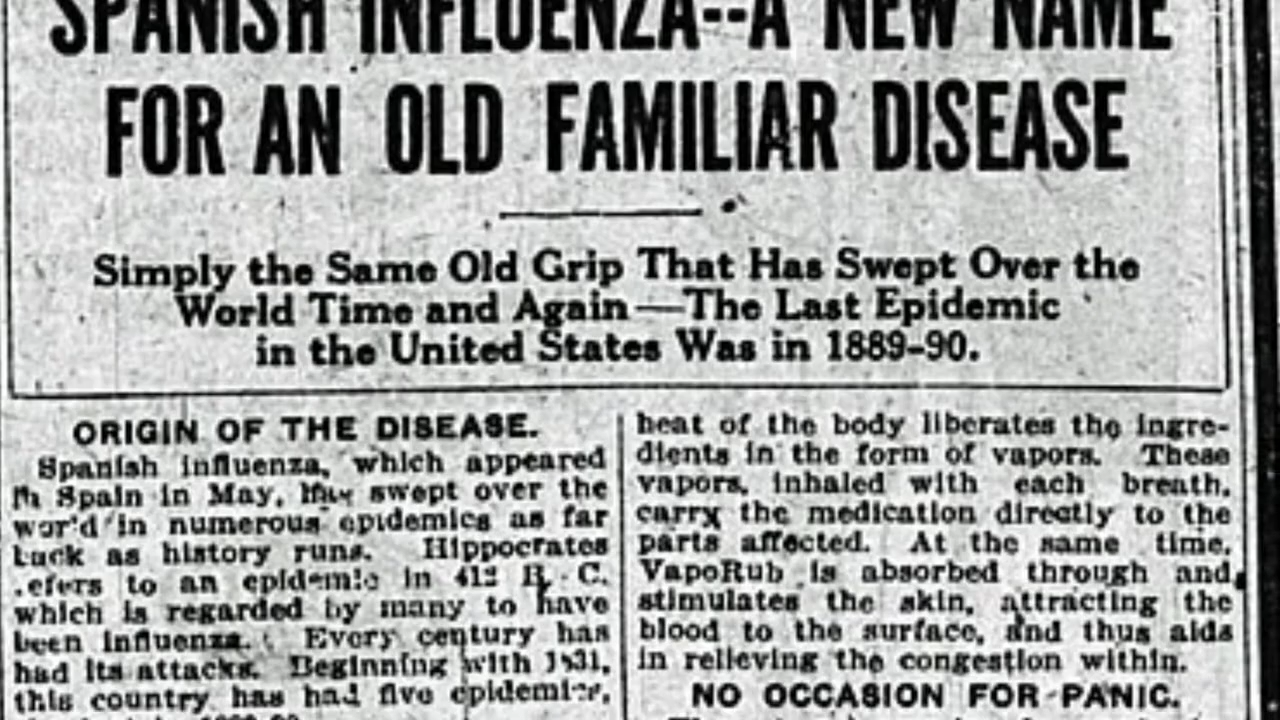 SPANISH INFLUENZA--A NEW NAME
FOR AN OLD FAMILIAR DISEASE
Simply the Same Old Grip That Has Swept Over the
World Time and Again—The Last Epidemic
in the United States Was in 1889-90.
ORIGIN OF THE DISEASE.
Spanish influenza, which appeared
in Spain in May, has swept over the
world in numerous epidemics as far
back as history runs. Hippocrates
refers to an epidemic in 412 B. C.
which is regarded by many to have
been influenza. Every century has
had its attacks. Beginning with 1831,
this country has had five epidemics,
heat of the body liberates the ingre-
dients in the form of vapors. These
vapors, inhaled with each breath,
carry the medication directly to the
parts affected. At the same time,
VapoRub is absorbed through and
stimulates the skin, attracting the
blood to the surface, and thus aids
in relieving the congestion within.
NO OCCASION FOR PANIC.